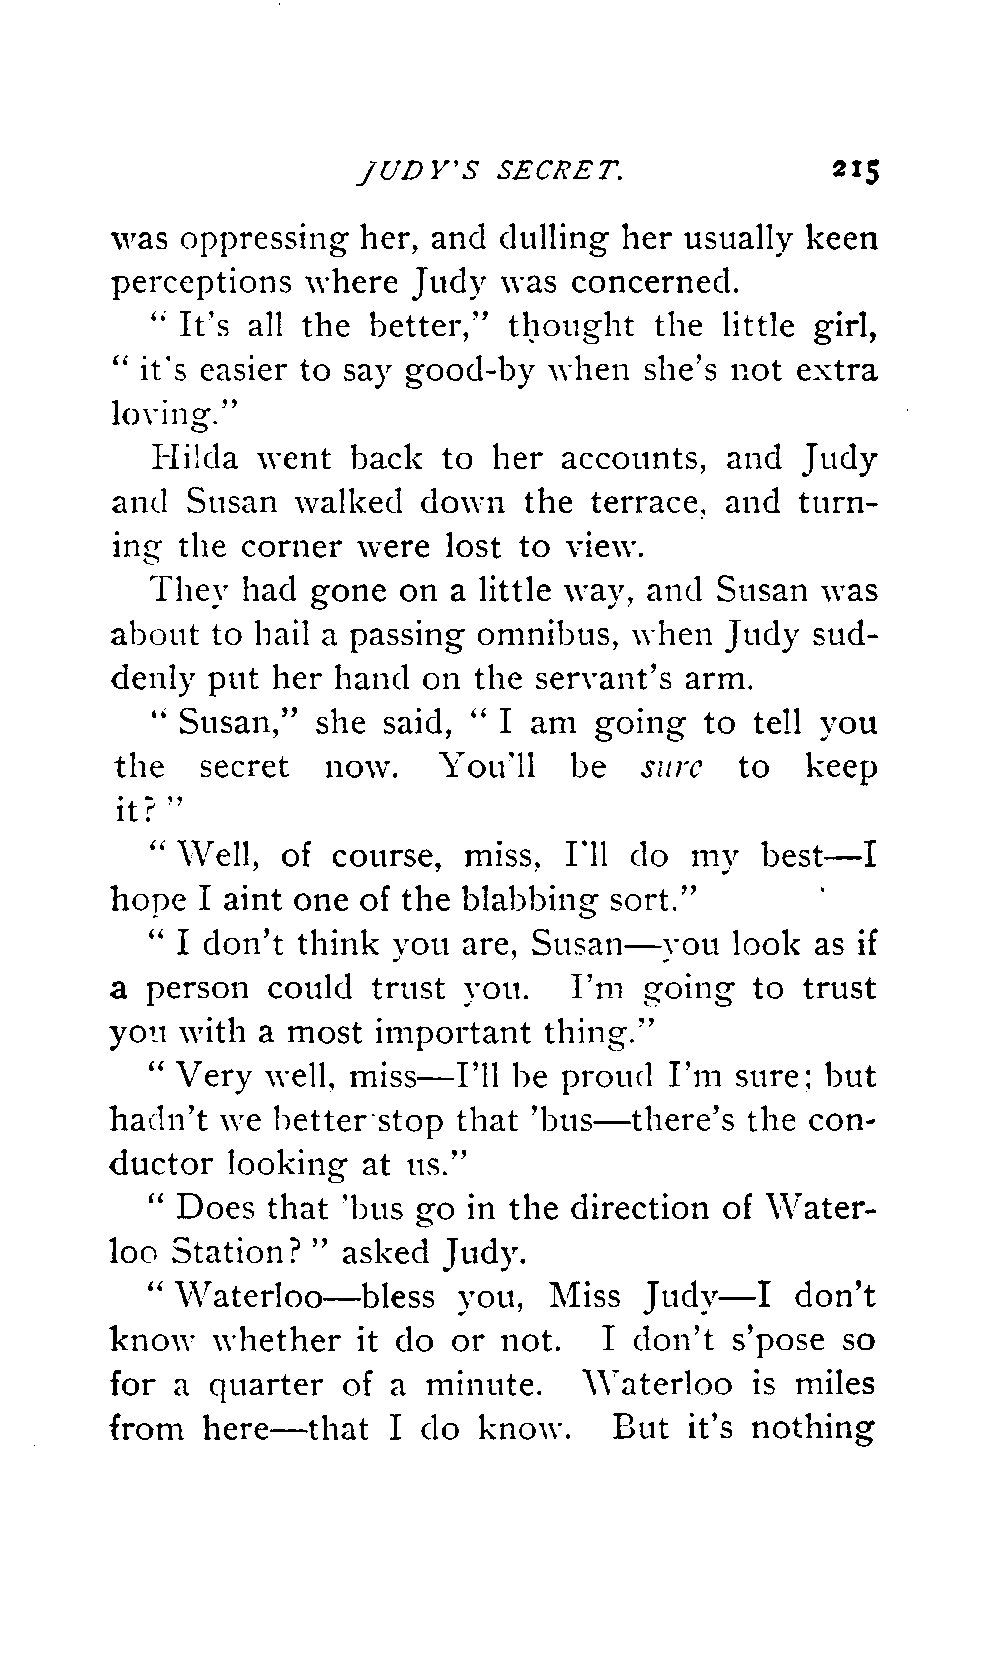 JUDY'S SECRET. 215
was oppressing her, and dulling her usually keen
perceptions where Judy was concerned.
" It's all the better," thought the little girl,
" it's easier to say good-by when she's not extra
loving."
Hilda went back to her accounts, and Judy
and Susan walked down the terrace, and turn-
ing the corner were lost to view.
They had gone on a little way, and Susan was
about to hail a passing omnibus, when Judy sud-
denly put her hand on the servant's arm.
" Susan," she said, " I am going to tell you
the secret now. You'll be sure to keep
it? "
" Well, of course, miss, I'll do my best—I
hope I aint one of the blabbing sort."
" I don't think you are, Susan—you look as if
a person could trust you. I'm going to trust
you with a most important thing."
" Very well, miss—I'll be proud I'm sure; but
hadn't we better stop that 'bus—there's the con-
ductor looking at us."
" Does that 'bus go in the direction of Water-
loo Station? " asked Judy.
" Waterloo—bless you, Miss Judy—I don't
know whether it do or not. I don't s'pose so
for a quarter of a minute. Waterloo is miles
from here—that I do know. But it's nothing